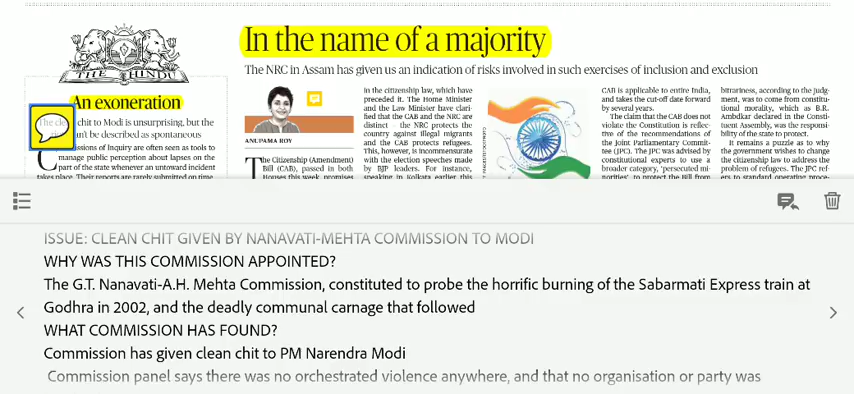 THE HINDU
An exoneration
chit to Modi is unsurprising, but the
be described as spontaneous
of Inquiry are often seen as tools to
manage public perception about lapses on the
part of the state whenever an untoward incident
takes place. Their reports are rarely submitted on time
In the name of a majority
The NRC in Assam has given us an indication of risks involved in such exercises of inclusion and exclusion
ANUPAMA ROY
The Citizenship (Amendment)
Bill (CAB), passed in both
Houses this week, promises
in the citizenship law, which have
preceded it. The Home Minister
and the Law Minister have clari-
fied that the CAB and the NRC are
distinct the NRC protects the
country against illegal migrants
and the CAB protects refugees.
This, however, is incommensurate
with the election speeches made
by BJP leaders. For instance,
speaking in Kolkata earlier this
CAB is applicable to entire India,
and takes the cut-off date forward
by several years.
The claim that the CAB does not
violate the Constitution is reflec-
tive of the recommendations of
the Joint Parliamentary Commit-
tee (JPC). The JPC was advised by
constitutional experts to use a
broader category, 'persecuted mi-
norities', to protect the Bill from
bitrariness, according to the judg-
ment, was to come from constitu-
tional morality, which as B.R.
Ambdkar declared in the Consti-
tuent Assembly, was the responsi-
bility of the state to protect.
It remains a puzzle as to why
the government wishes to change
the citizenship law to address the
problem of refugees. The JPC ref-
ers to standard operating proce-
ISSUE: CLEAN CHIT GIVEN BY NANAVATI-MEHTA COMMISSION TO MODI
WHY WAS THIS COMMISSION APPOINTED?
The G.T. Nanavati-A.H. Mehta Commission, constituted to probe the horrific burning of the Sabarmati Express train at
Godhra in 2002, and the deadly communal carnage that followed
WHAT COMMISSION HAS FOUND?
Commission has given clean chit to PM Narendra Modi
Commission panel says there was no orchestrated violence anywhere, and that no organisation or party was